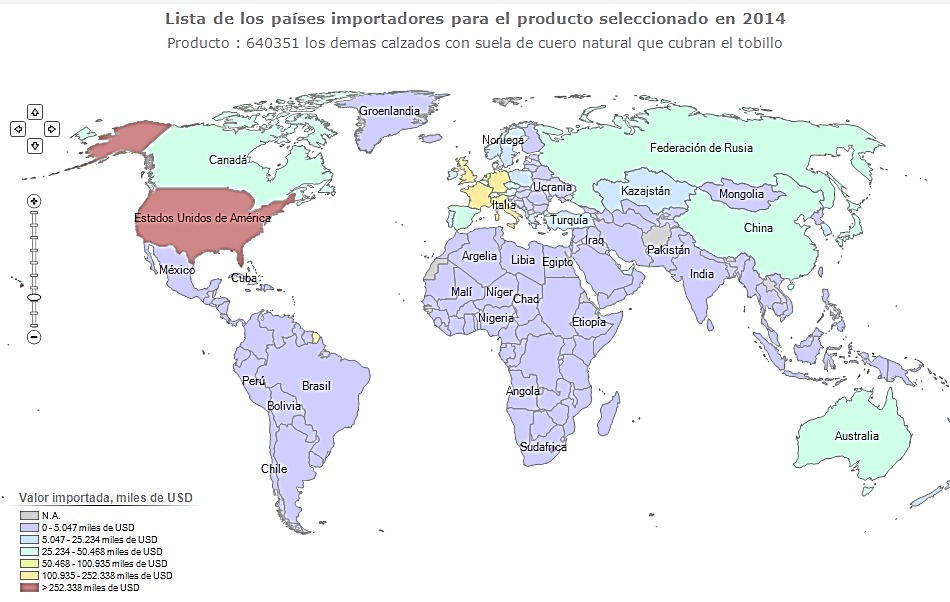 Lista de los países importadores para el producto seleccionado en 2014
Producto : 640351 los demas calzados con suela de cuero natural que cubran el tobillo
Groenlandia
Noruega
Canadá
Federación de Rusia
Ucrania
Kazajstán
Mongolia
Italia
Estados Unidos de América
Turquía
China
Iraq
Pakistán
Argelia
Libia
Egipto
México
India
Cuba
Malí
Níger
Chad
Nigeria
Etiopía
Perú
Brasil
Angola
Bolivia
Australia
Sudafrica
Chile
Valor importada, miles de USD
N.A.
0 - 5.047 miles de USD
5.047 - 25.234 miles de USD
25.234 - 50.468 miles de USD
50.468 - 100.935 miles de USD
100.935 - 252.338 miles de USD
> 252.338 miles de USD